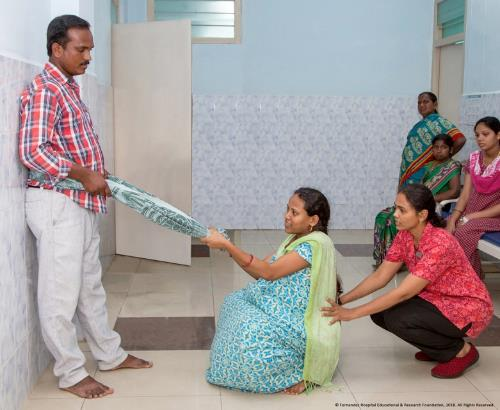 © Fernandez Hospital Educational & Research Foundation, 2018. All Rights Reserved.